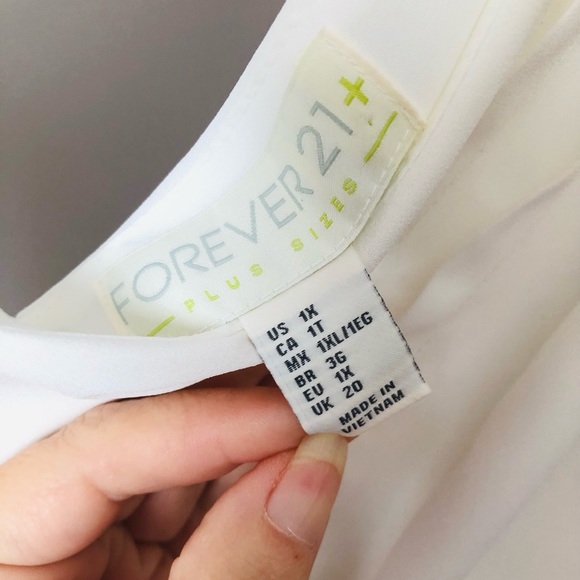 FOREVER 21+
PLUS SIZES
US 1X
CA 1T
MX 1XL/1EG
BR 3G
EU 1X
UK 20
MADE IN
VIETNAM